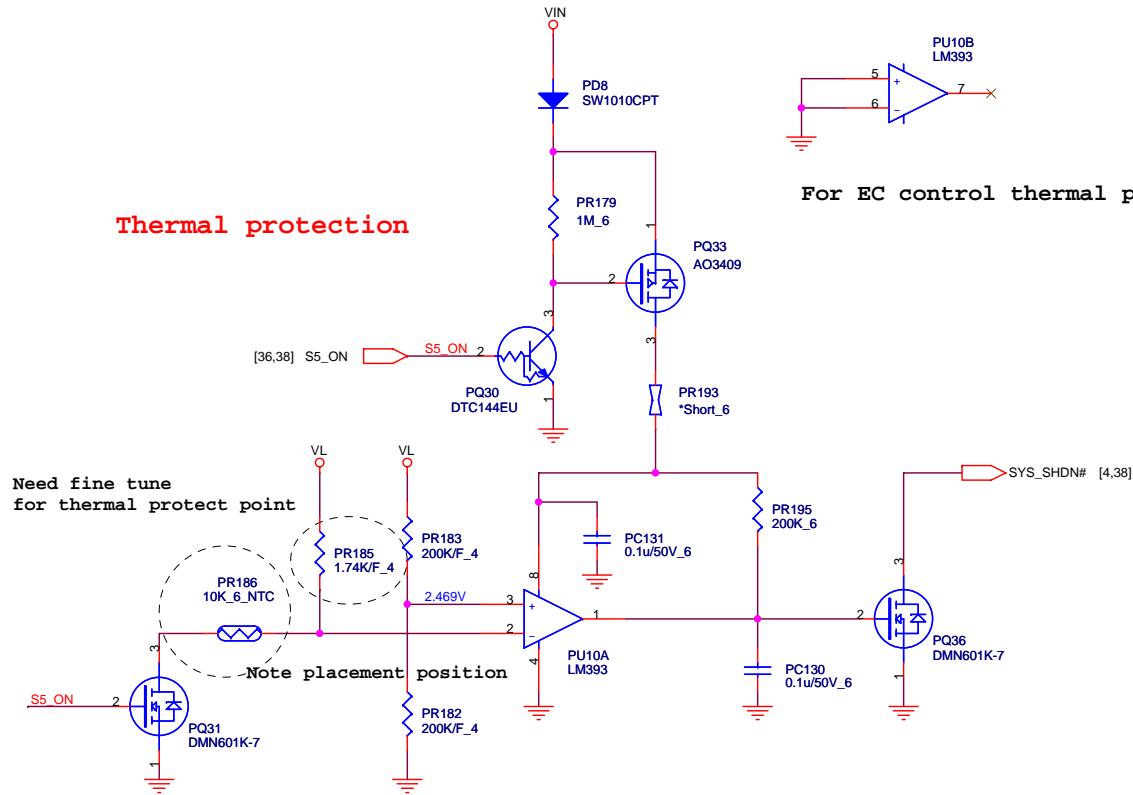 VIN
PD8
SW1010CPT
PU10B
LM393
5
+
6
−
7
For EC control thermal p
Thermal protection
PR179
1M_6
1
PQ33
AO3409
2
3
3
[36,38] S5_ON
S5_ON
2
PQ30
DTC144EU
1
PR193
*Short_6
VL
VL
SYS_SHDN# [4,38]
Need fine tune
for thermal protect point
PR195
200K_6
PR183
200K/F_4
PC131
0.1u/50V_6
PR185
1.74K/F_4
PR186
10K_6_NTC
8
3
2.469V
3
+
1
2
−
2
PU10A
LM393
4
PQ36
DMN601K-7
1
3
Note placement position
PC130
0.1u/50V_6
S5_ON
2
PR182
200K/F_4
PQ31
DMN601K-7
1